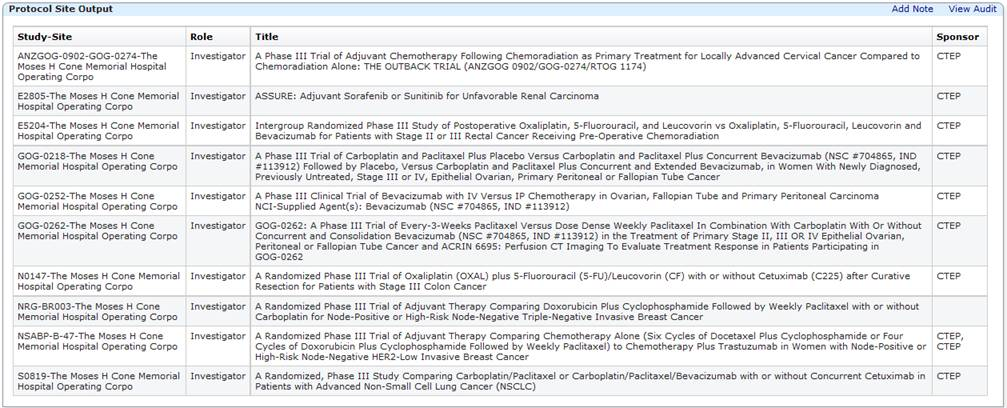 Protocol Site Output
Add Note View Audit
Study-Site Role Title Sponsor
ANZGOG-0902-GOG-0274-The
Moses H Cone Memorial Hospital
Operating Corpo
Investigator
A Phase III Trial of Adjuvant Chemotherapy Following Chemoradiation as Primary Treatment for Locally Advanced Cervical Cancer Compared to
Chemoradiation Alone: THE OUTBACK TRIAL (ANZGOG 0902/GOG-0274/RTOG 1174)
CTEP
E2805-The Moses H Cone Memorial
Hospital Operating Corpo
Investigator
ASSURE: Adjuvant Sorafenib or Sunitinib for Unfavorable Renal Carcinoma
CTEP
E5204-The Moses H Cone Memorial
Hospital Operating Corpo
Investigator
Intergroup Randomized Phase III Study of Postoperative Oxaliplatin, 5-Fluorouracil, and Leucovorin vs Oxaliplatin, 5-Fluorouracil, Leucovorin and
Bevacizumab for Patients with Stage II or III Rectal Cancer Receiving Pre-Operative Chemoradiation
CTEP
GOG-0218-The Moses H Cone
Memorial Hospital Operating Corpo
Investigator
A Phase III Trial of Carboplatin and Paclitaxel Plus Placebo Versus Carboplatin and Paclitaxel Plus Concurrent Bevacizumab (NSC #704865, IND
#113912) Followed by Placebo, Versus Carboplatin and Paclitaxel Plus Concurrent and Extended Bevacizumab, in Women With Newly Diagnosed,
Previously Untreated, Stage III or IV, Epithelial Ovarian, Primary Peritoneal or Fallopian Tube Cancer
CTEP
GOG-0252-The Moses H Cone
Memorial Hospital Operating Corpo
Investigator
A Phase III Clinical Trial of Bevacizumab with IV Versus IP Chemotherapy in Ovarian, Fallopian Tube and Primary Peritoneal Carcinoma
NCI-Supplied Agent(s): Bevacizumab (NSC #704865, IND #113912)
CTEP
GOG-0262-The Moses H Cone
Memorial Hospital Operating Corpo
Investigator
GOG-0262: A Phase III Trial of Every-3-Weeks Paclitaxel Versus Dose Dense Weekly Paclitaxel In Combination With Carboplatin With Or Without
Concurrent and Consolidation Bevacizumab (NSC #704865, IND #113912) in the Treatment of Primary Stage II, III OR IV Epithelial Ovarian,
Peritoneal or Fallopian Tube Cancer and ACRIN 6695: Perfusion CT Imaging To Evaluate Treatment Response in Patients Participating in
GOG-0262
CTEP
N0147-The Moses H Cone Memorial
Hospital Operating Corpo
Investigator
A Randomized Phase III Trial of Oxaliplatin (OXAL) plus 5-Fluorouracil (5-FU)/Leucovorin (CF) with or without Cetuximab (C225) after Curative
Resection for Patients with Stage III Colon Cancer
CTEP
NRG-BR003-The Moses H Cone
Memorial Hospital Operating Corpo
Investigator
A Randomized Phase III Trial of Adjuvant Therapy Comparing Doxorubicin Plus Cyclophosphamide Followed by Weekly Paclitaxel with or without
Carboplatin for Node-Positive or High-Risk Node-Negative Triple-Negative Invasive Breast Cancer
NSABP-B-47-The Moses H Cone
Memorial Hospital Operating Corpo
Investigator
A Randomized Phase III Trial of Adjuvant Therapy Comparing Chemotherapy Alone (Six Cycles of Docetaxel Plus Cyclophosphamide or Four
Cycles of Doxorubicin Plus Cyclophosphamide Followed by Weekly Paclitaxel) to Chemotherapy Plus Trastuzumab in Women with Node-Positive or
High-Risk Node-Negative HER2-Low Invasive Breast Cancer
CTEP,
CTEP
S0819-The Moses H Cone Memorial
Hospital Operating Corpo
Investigator
A Randomized, Phase III Study Comparing Carboplatin/Paclitaxel or Carboplatin/Paclitaxel/Bevacizumab with or without Concurrent Cetuximab in
Patients with Advanced Non-Small Cell Lung Cancer (NSCLC)
CTEP